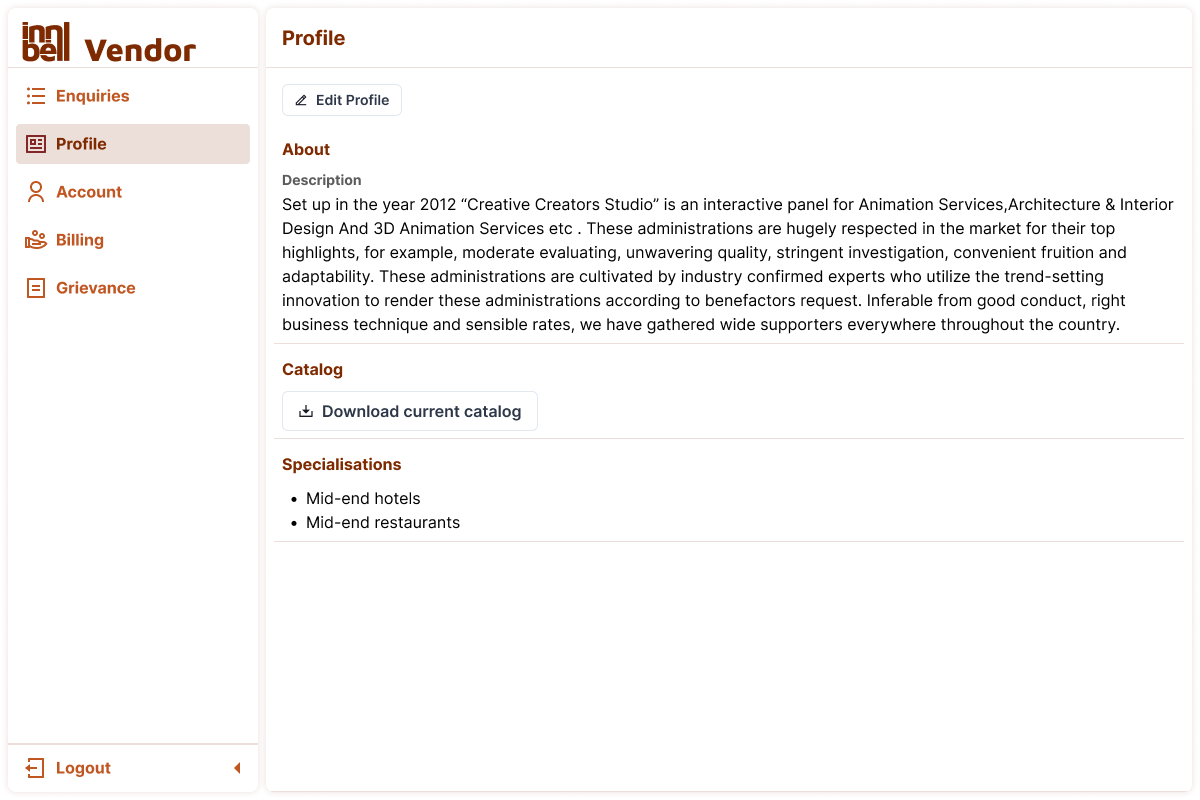 innbell Vendor
Enquiries
Profile
Account
Billing
Grievance
Logout
Profile
Edit Profile
About
Description
Set up in the year 2012 “Creative Creators Studio” is an interactive panel for Animation Services,Architecture & Interior
Design And 3D Animation Services etc . These administrations are hugely respected in the market for their top
highlights, for example, moderate evaluating, unwavering quality, stringent investigation, convenient fruition and
adaptability. These administrations are cultivated by industry confirmed experts who utilize the trend-setting
innovation to render these administrations according to benefactors request. Inferable from good conduct, right
business technique and sensible rates, we have gathered wide supporters everywhere throughout the country.
Catalog
Download current catalog
Specialisations
• Mid-end hotels
• Mid-end restaurants